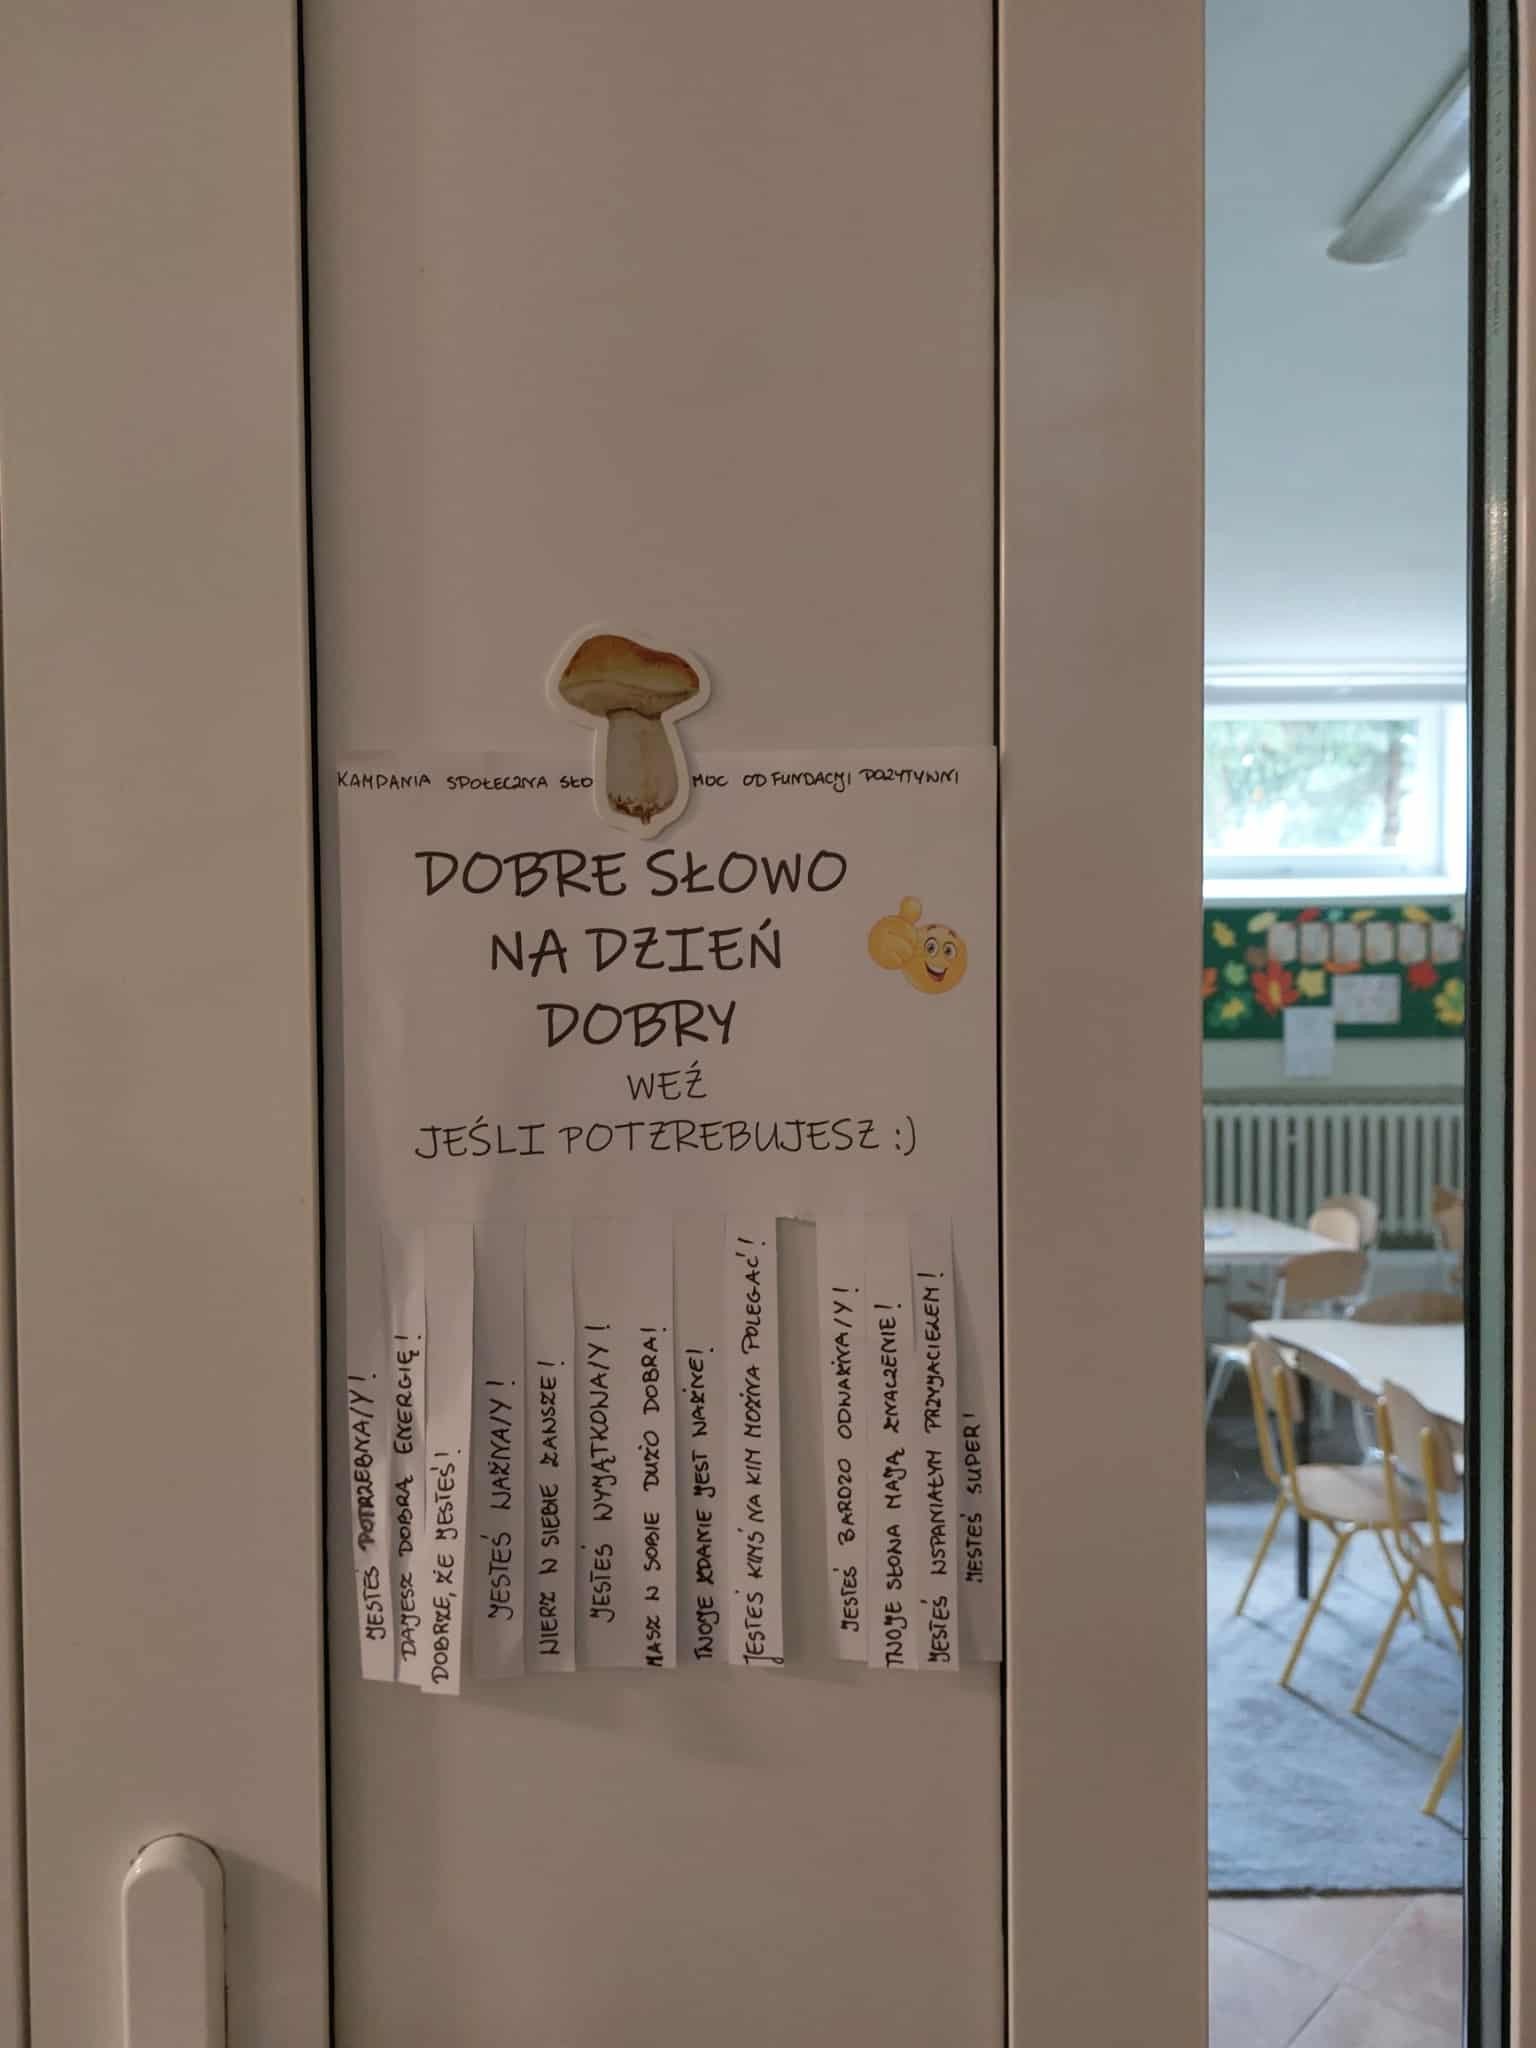 KAMPANIA SPOŁECZNA SŁO MOC OD FUNDACJI POZYTYWNI
DOBRE SŁOWO
NA DZIEŃ
DOBRY
WEŹ
JEŚLI POTZREBUJESZ :)
JESTEŚ POTRZEBNA/Y!
DAJESZ DOBRĄ ENERGIĘ!
DOBRZE, ŻE JESTEŚ!
JESTEŚ WAŻNA/Y!
WIERZ W SIEBIE ZAWSZE!
JESTEŚ WYJĄTKOWA/Y!
MASZ W SOBIE DUŻO DOBRA!
TWOJE ZDANIE JEST WAŻNE!
JESTEŚ KIMŚ NA KIM MOŻNA POLEGAĆ!
JESTEŚ BARDZO ODWAŻNA/Y!
TWOJE SŁOWA MAJĄ ZNACZENIE!
JESTEŚ WSPANIAŁYM PRZYJACIELEM!
JESTEŚ SUPER!